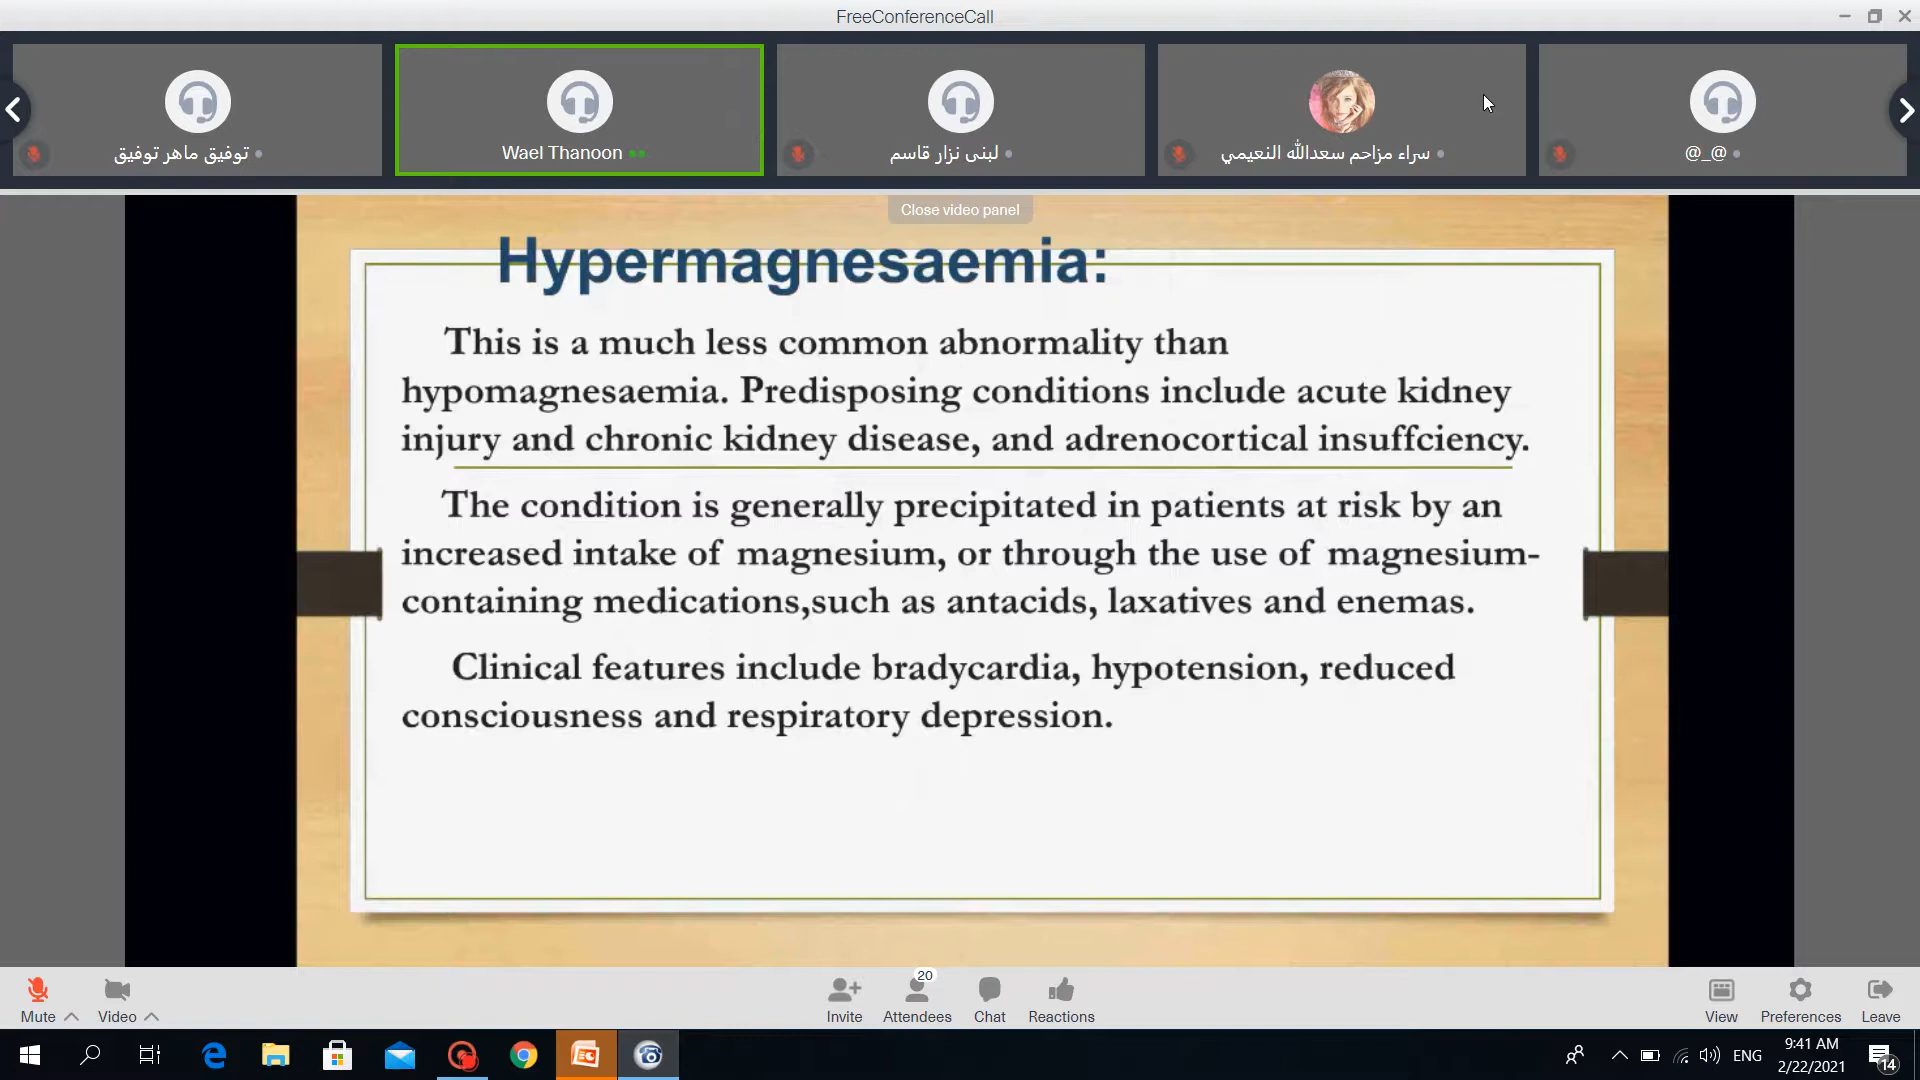 FreeConferenceCall
توفيق ماهر توفيق
Wael Thanoon
لبنى نزار قاسم
سراء مزاحم سعدالله النعيمي
@_@
Close video panel
Hypermagnesaemia:
This is a much less common abnormality than
hypomagnesaemia. Predisposing conditions include acute kidney
injury and chronic kidney disease, and adrenocortical insuffciency.
The condition is generally precipitated in patients at risk by an
increased intake of magnesium, or through the use of magnesium-
containing medications,such as antacids, laxatives and enemas.
Clinical features include bradycardia, hypotension, reduced
consciousness and respiratory depression.
Mute
Video
Invite
20
Attendees
Chat
Reactions
View
Preferences
Leave
ENG
9:41 AM
2/22/2021
14